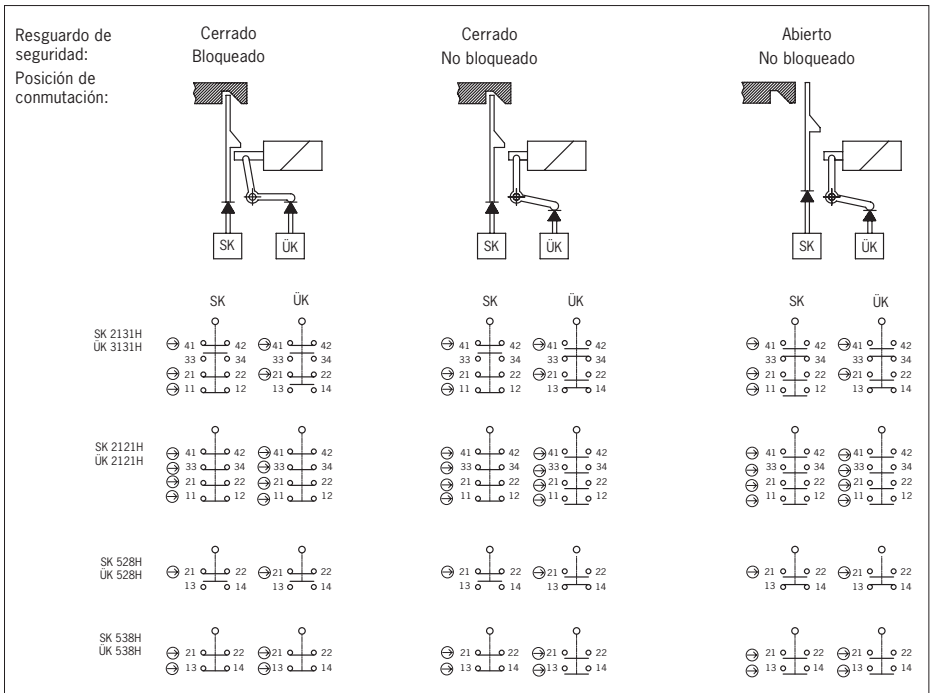 Resguardo de seguridad:
Cerrado
Bloqueado
Cerrado
No bloqueado
Abierto
No bloqueado
Posición de conmutación:
SK ÜK SK ÜK SK ÜK
SK ÜK SK ÜK SK ÜK
SK 2131H
ÜK 3131H
41 42 41 42 41 42 41 42 41 42 41 42
33 34 33 34 33 34 33 34 33 34 33 34
21 22 21 22 21 22 21 22 21 22 21 22
11 12 13 14 11 12 13 14 11 12 13 14
SK 2121H
ÜK 2121H
41 42 41 42 41 42 41 42 41 42 41 42
33 34 33 34 33 34 33 34 33 34 33 34
21 22 21 22 21 22 21 22 21 22 21 22
11 12 11 12 11 12 11 12 11 12 11 12
SK 528H
ÜK 528H
21 22 21 22 21 22 21 22 21 22 21 22
13 14 13 14 13 14 13 14 13 14 13 14
SK 538H
ÜK 538H
21 22 21 22 21 22 21 22 21 22 21 22
13 14 13 14 13 14 13 14 13 14 13 14